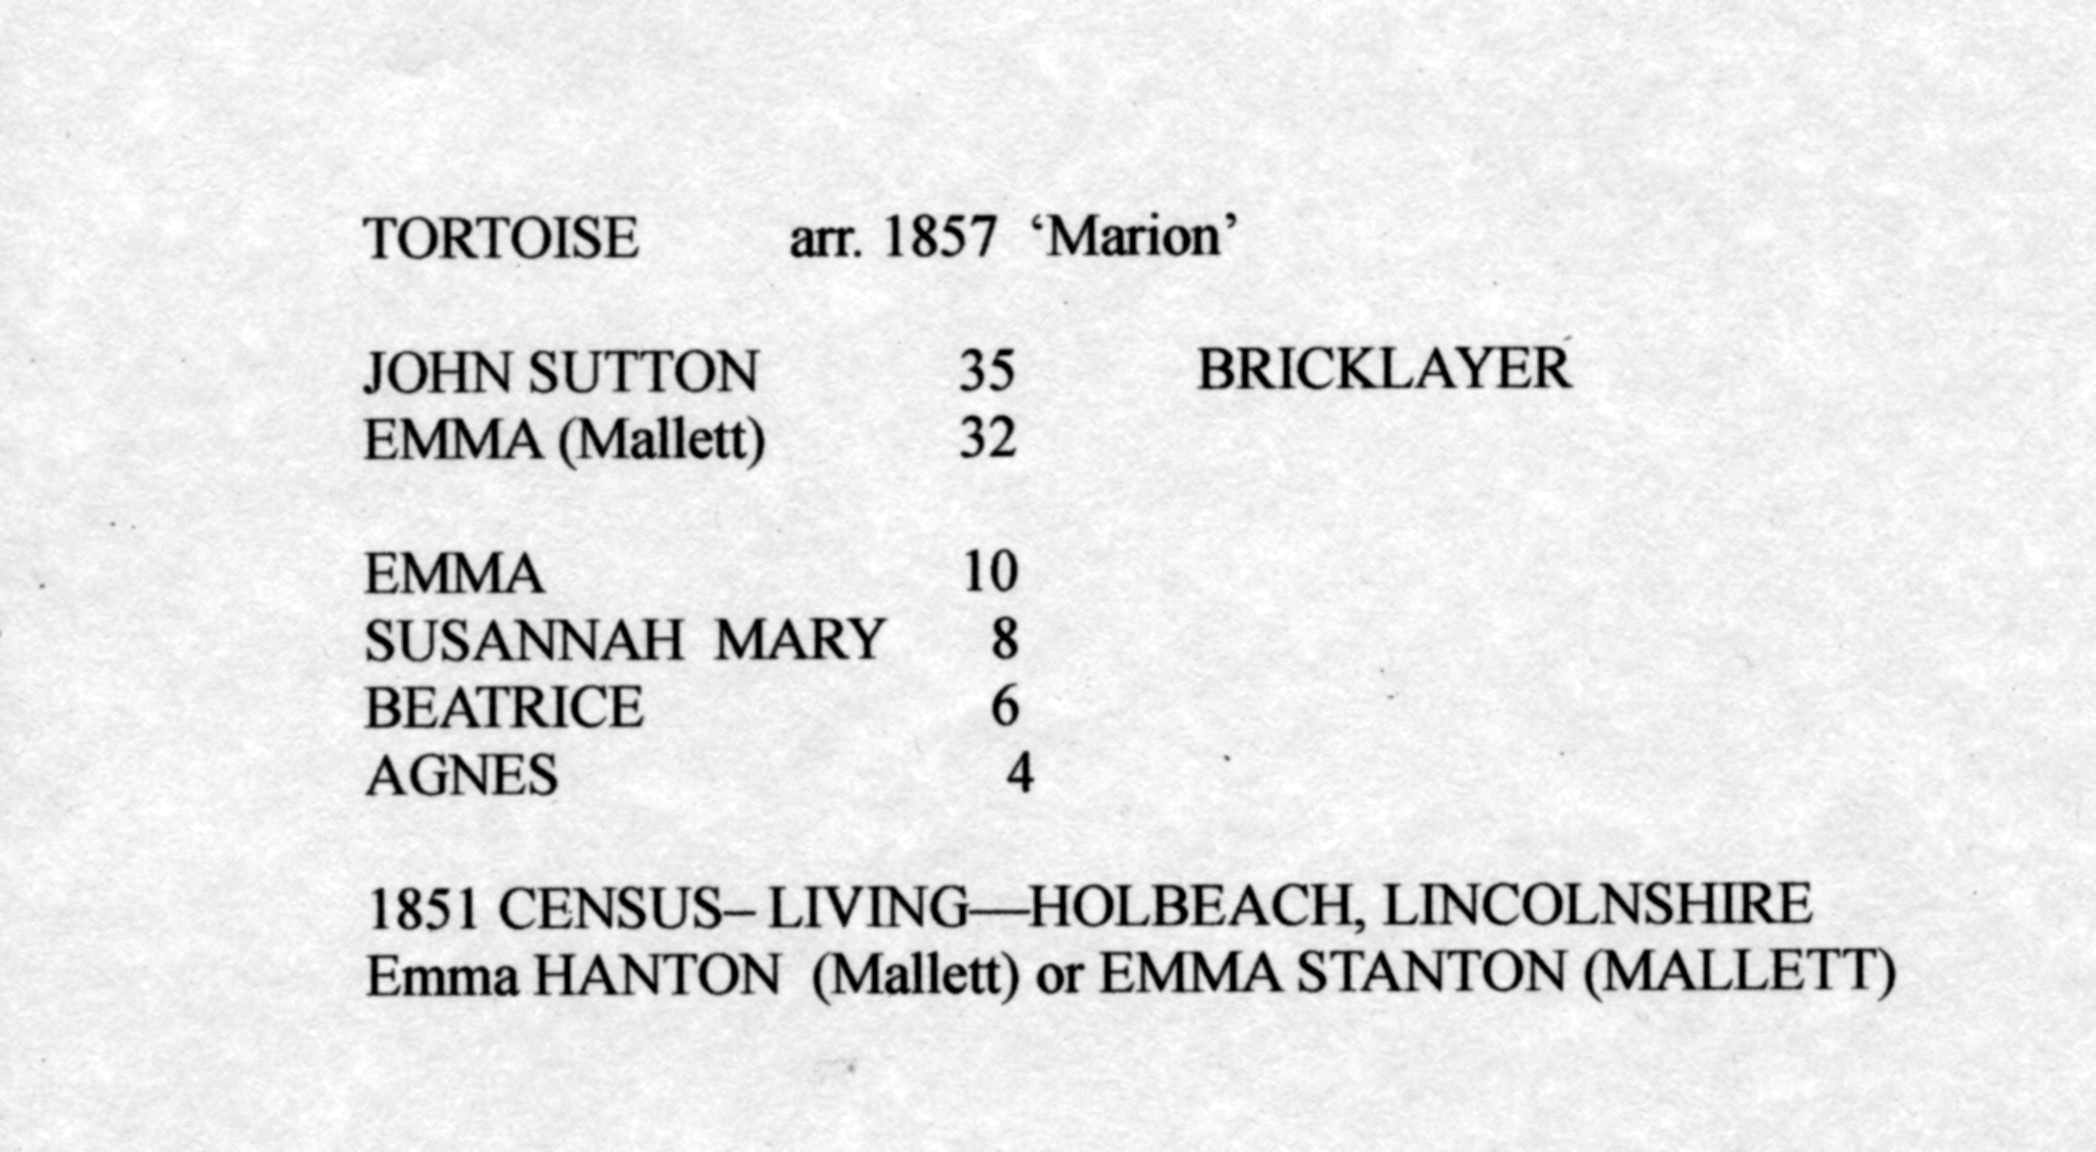 TORTOISE arr. 1857 ‘Marion’
JOHN SUTTON 35 BRICKLAYER
EMMA (Mallett) 32
EMMA 10
SUSANNAH MARY 8
BEATRICE 6
AGNES 4
1851 CENSUS– LIVING—HOLBEACH, LINCOLNSHIRE
Emma HANTON (Mallett) or EMMA STANTON (MALLETT)